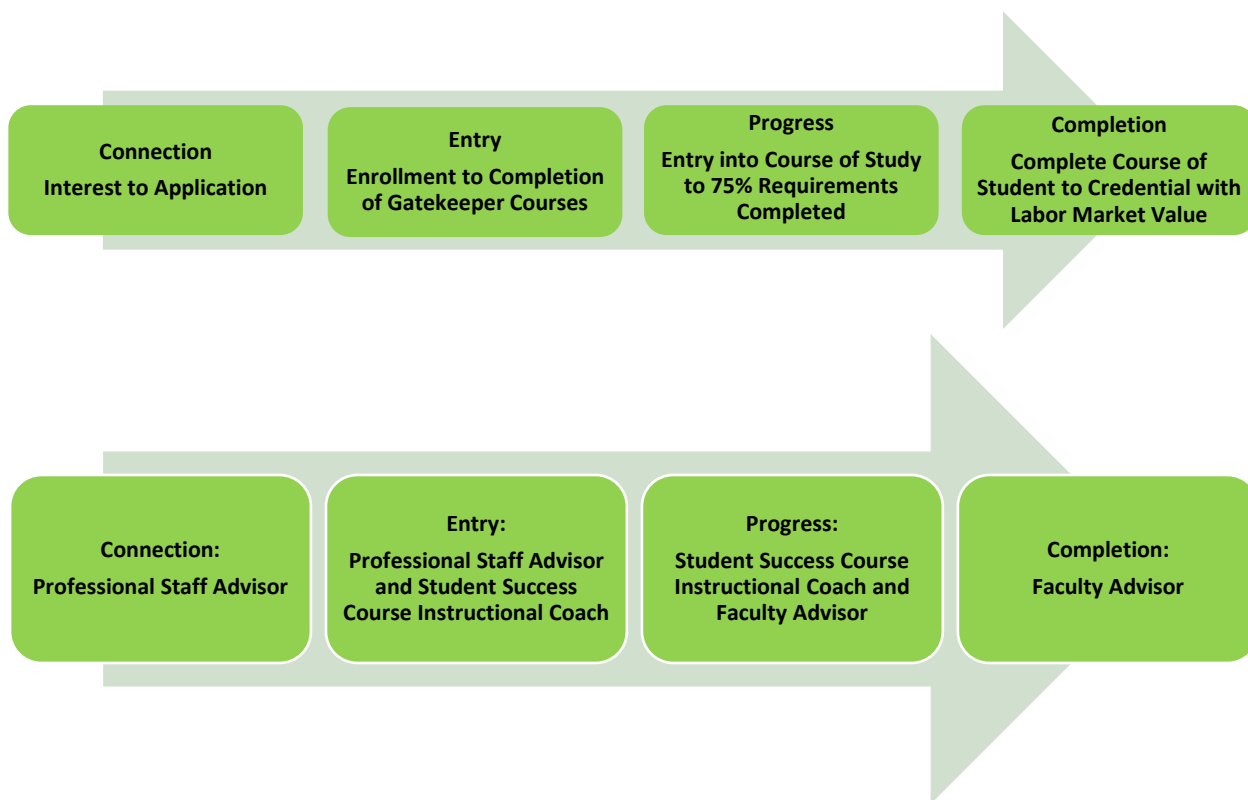 Connection
Interest to Application
Entry
Enrollment to Completion
of Gatekeeper Courses
Progress
Entry into Course of Study
to 75% Requirements
Completed
Completion
Complete Course of
Student to Credential with
Labor Market Value
Connection:
Professional Staff Advisor
Entry:
Professional Staff Advisor
and Student Success
Course Instructional Coach
Progress:
Student Success Course
Instructional Coach and
Faculty Advisor
Completion:
Faculty Advisor